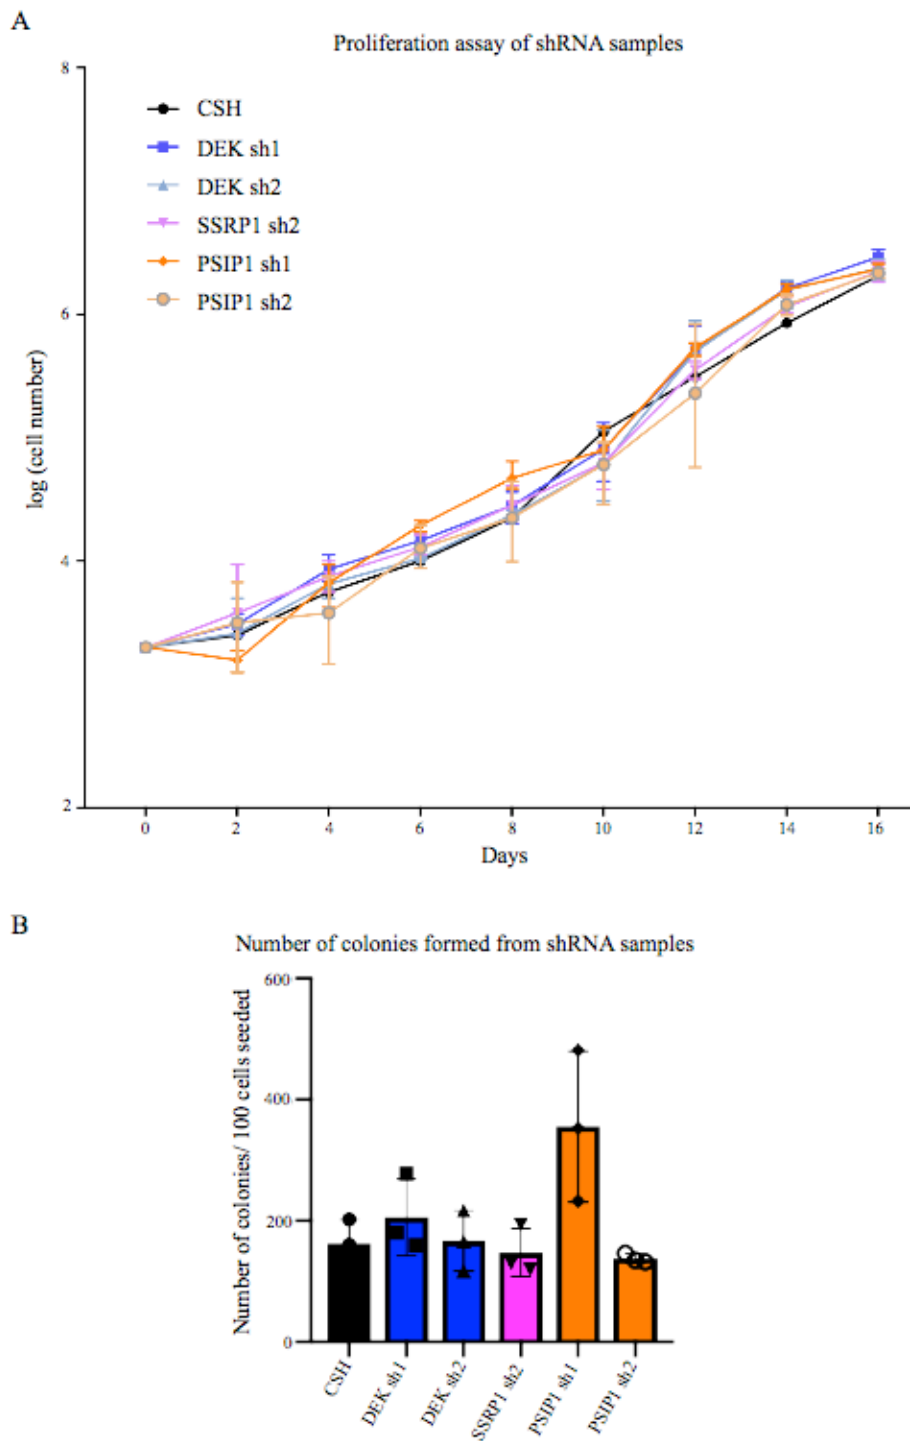 A
Proliferation assay of shRNA samples
8
6
4
2
log (cell number)
CSH
DEK sh1
DEK sh2
SSRP1 sh2
PSIP1 sh1
PSIP1 sh2
0 2 4 6 8 10 12 14 16
Days
B
Number of colonies formed from shRNA samples
Number of colonies/ 100 cells seeded
600
400
200
0
CSH
DEK sh1
DEK sh2
SSRP1 sh2
PSIP1 sh1
PSIP1 sh2